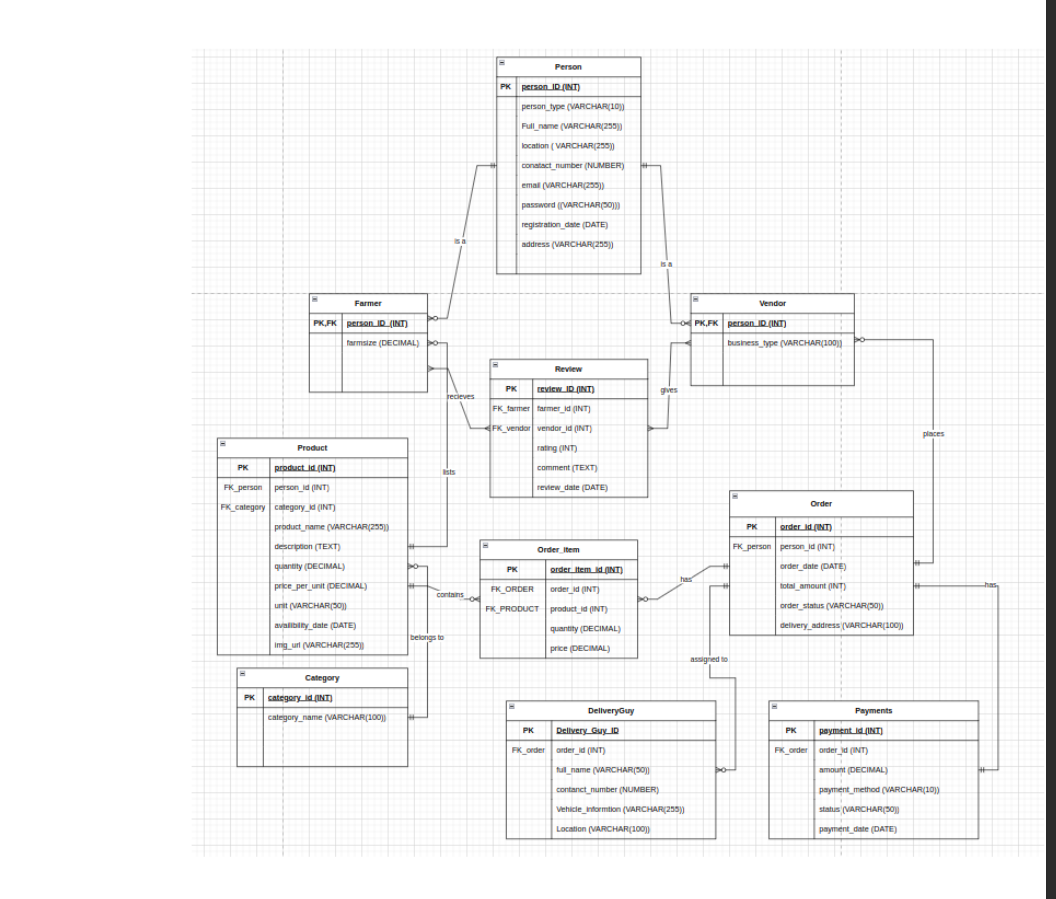 Person
PK person_ID (INT)
person_type (VARCHAR(10))
Full_name (VARCHAR(255))
location ( VARCHAR(255))
conatact_number (NUMBER)
email (VARCHAR(255))
password ((VARCHAR(50)))
registration_date (DATE)
address (VARCHAR(255))
is a
is a
Farmer
PK,FK person_ID (INT)
farmsize (DECIMAL)
Vendor
PK,FK person_ID (INT)
business_type (VARCHAR(100))
Review
PK review_ID (INT)
FK_farmer farmer_id (INT)
FK_vendor vendor_id (INT)
rating (INT)
comment (TEXT)
review_date (DATE)
recieves
gives
lists
places
Product
PK product_id (INT)
FK_person person_id (INT)
FK_category category_id (INT)
product_name (VARCHAR(255))
description (TEXT)
quantity (DECIMAL)
price_per_unit (DECIMAL)
unit (VARCHAR(50))
availibility_date (DATE)
img_url (VARCHAR(255))
Order_item
PK order_item_id (INT)
FK_ORDER order_id (INT)
FK_PRODUCT product_id (INT)
quantity (DECIMAL)
price (DECIMAL)
Order
PK order_id (INT)
FK_person person_id (INT)
order_date (DATE)
total_amount (INT)
order_status (VARCHAR(50))
delivery_address (VARCHAR(100))
contains
has
has
belongs to
assigned to
Category
PK category_id (INT)
category_name (VARCHAR(100))
DeliveryGuy
PK Delivery_Guy_ID
FK_order order_id (INT)
full_name (VARCHAR(50))
contanct_number (NUMBER)
Vehicle_informtion (VARCHAR(255))
Location (VARCHAR(100))
Payments
PK payment_id (INT)
FK_order order_id (INT)
amount (DECIMAL)
payment_method (VARCHAR(10))
status (VARCHAR(50))
payment_date (DATE)